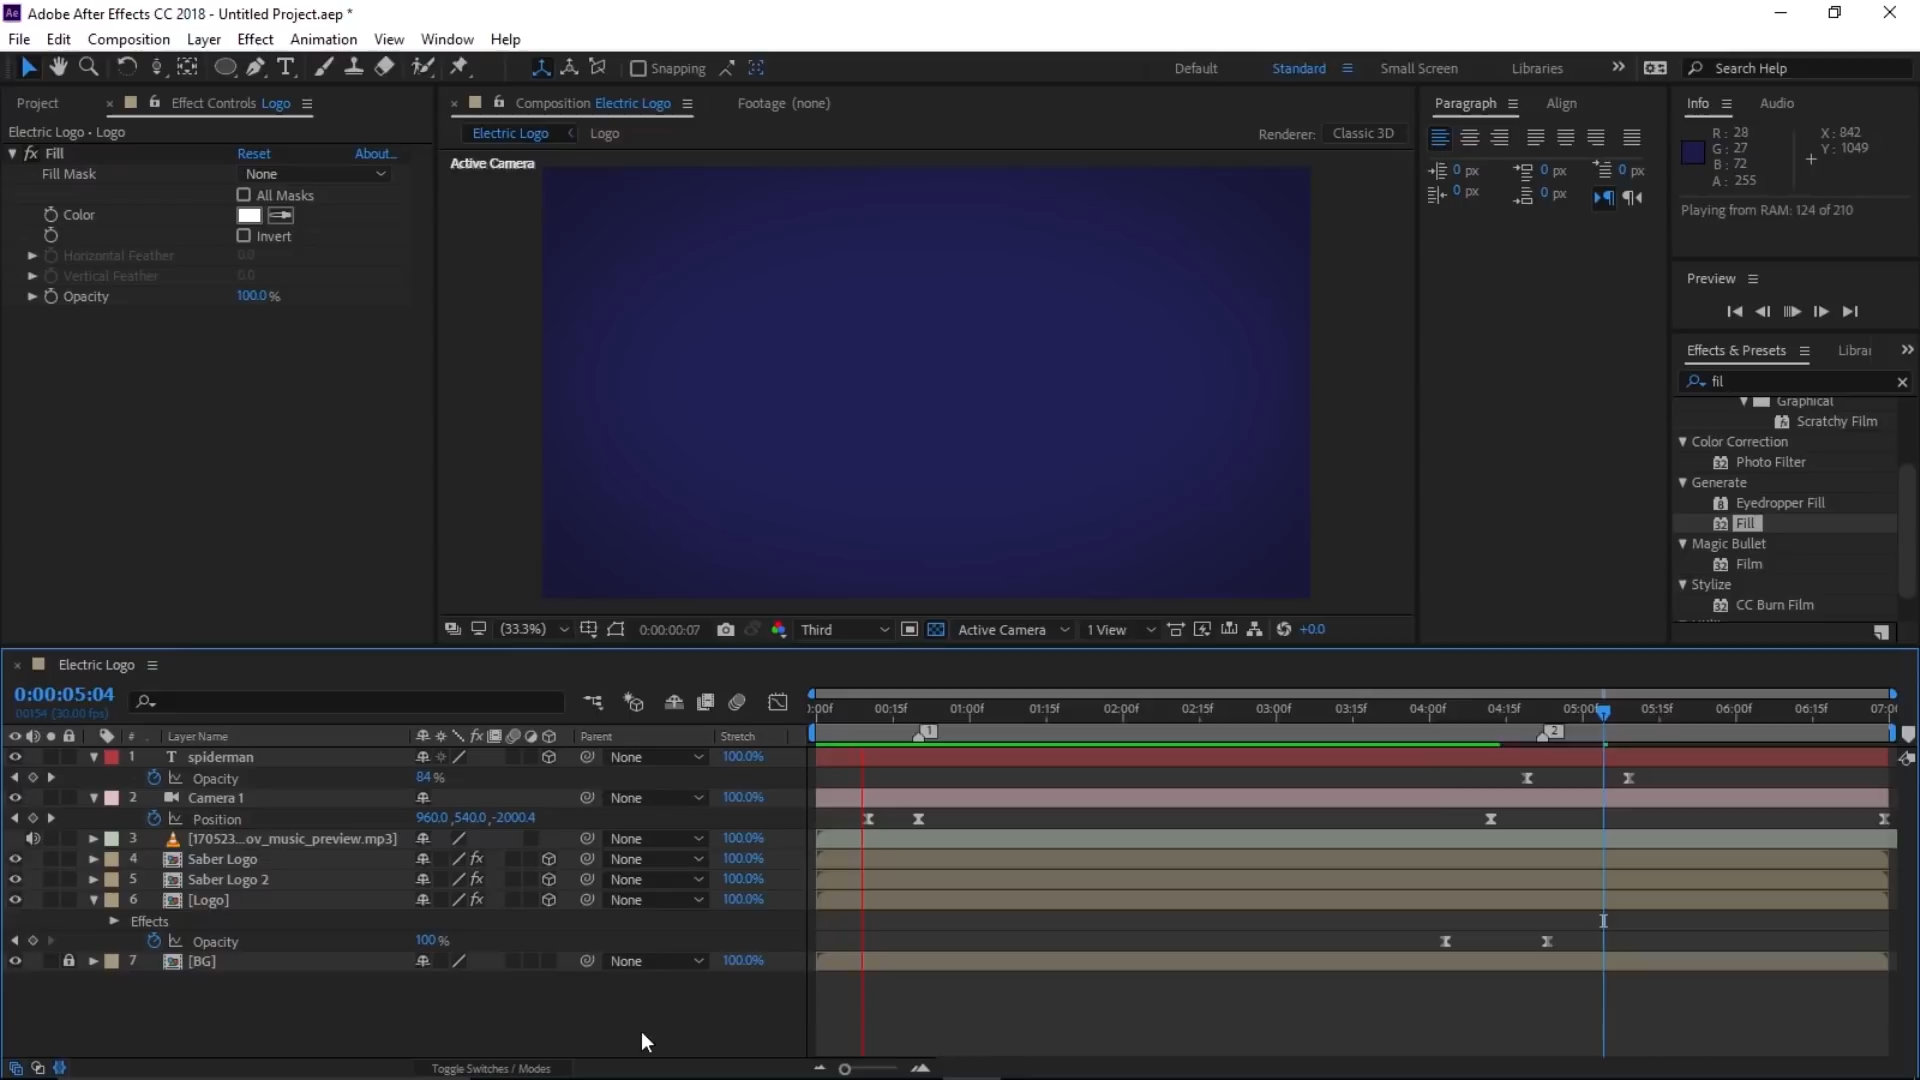 Ae Adobe After Effects CC 2018 - Untitled Project.aep *
File Edit Composition Layer Effect Animation View Window Help
Snapping Default Standard Small Screen Libraries Search Help
Project Effect Controls Logo Composition Electric Logo Footage (none) Paragraph Align Info Audio
Electric Logo • Logo
Electric Logo Logo Renderer: Classic 3D
Fill Reset About...
Active Camera
Fill Mask None
All Masks
Color
Invert
Horizontal Feather 0.0
Vertical Feather 0.0
Opacity 100.0 %
0 px 0 px 0 px
0 px 0 px
R: 28 X: 842
G: 27 Y: 1049
B: 72
A: 255
Playing from RAM: 124 of 210
Preview
Effects & Presets Librai
fil
Graphical
Scratchy Film
Color Correction
Photo Filter
Generate
Eyedropper Fill
Fill
Magic Bullet
Film
Stylize
CC Burn Film
(33.3%) 0:00:00:07 Third Active Camera 1 View +0.0
Electric Logo
0:00:05:04
00154 (30.00 fps)
:00f 00:15f 01:00f 01:15f 02:00f 02:15f 03:00f 03:15f 04:00f 04:15f 05:00f 05:15f 06:00f 06:15f 07:00
# Layer Name Parent Stretch
1 2
1 T spiderman None 100.0%
Opacity 84 %
2 Camera 1 None 100.0%
Position 960.0 ,540.0 ,-2000.4
3 [170523...ov_music_preview.mp3] None 100.0%
4 Saber Logo fx None 100.0%
5 Saber Logo 2 fx None 100.0%
6 [Logo] fx None 100.0%
Effects
Opacity 100 %
7 [BG] None 100.0%
Toggle Switches / Modes